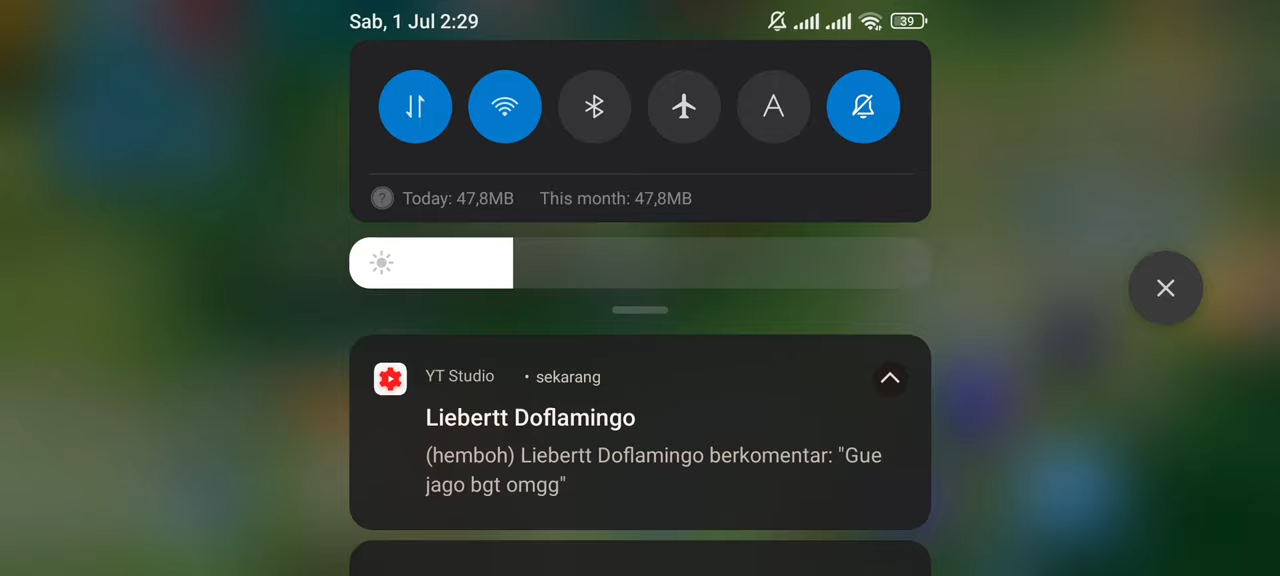 Sab, 1 Jul 2:29
39
Today: 47,8MB This month: 47,8MB
YT Studio • sekarang
Liebertt Doflamingo
(hemboh) Liebertt Doflamingo berkomentar: "Gue
jago bgt omgg"